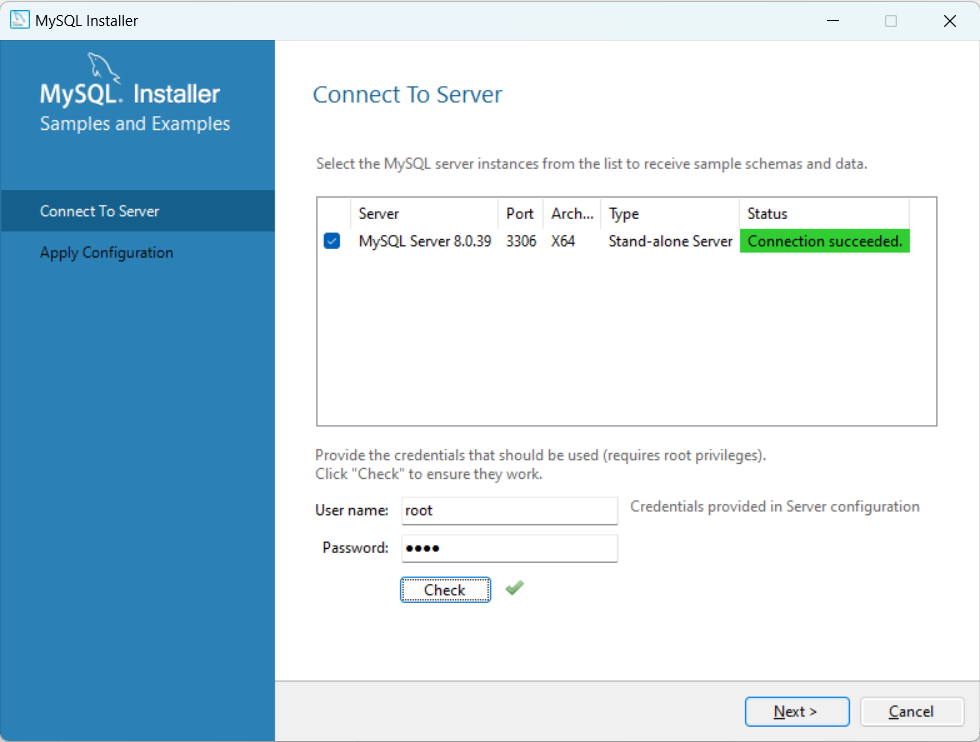 MySQL Installer
MySQL. Installer
Samples and Examples
Connect To Server
Apply Configuration
Connect To Server
Select the MySQL server instances from the list to receive sample schemas and data.
Server Port Arch... Type Status
MySQL Server 8.0.39 3306 X64 Stand-alone Server Connection succeeded.
Provide the credentials that should be used (requires root privileges).
Click "Check" to ensure they work.
User name: root Credentials provided in Server configuration
Password: ●●●●
Check
Next > Cancel